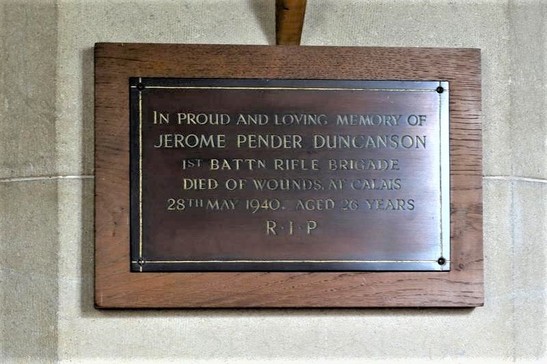 IN PROUD AND LOVING MEMORY OF
JEROME PENDER DUNCANSON
1ST BATTN RIFLE BRIGADE
DIED OF WOUNDS, AT CALAIS
28TH MAY 1940. AGED 26 YEARS
R·I·P